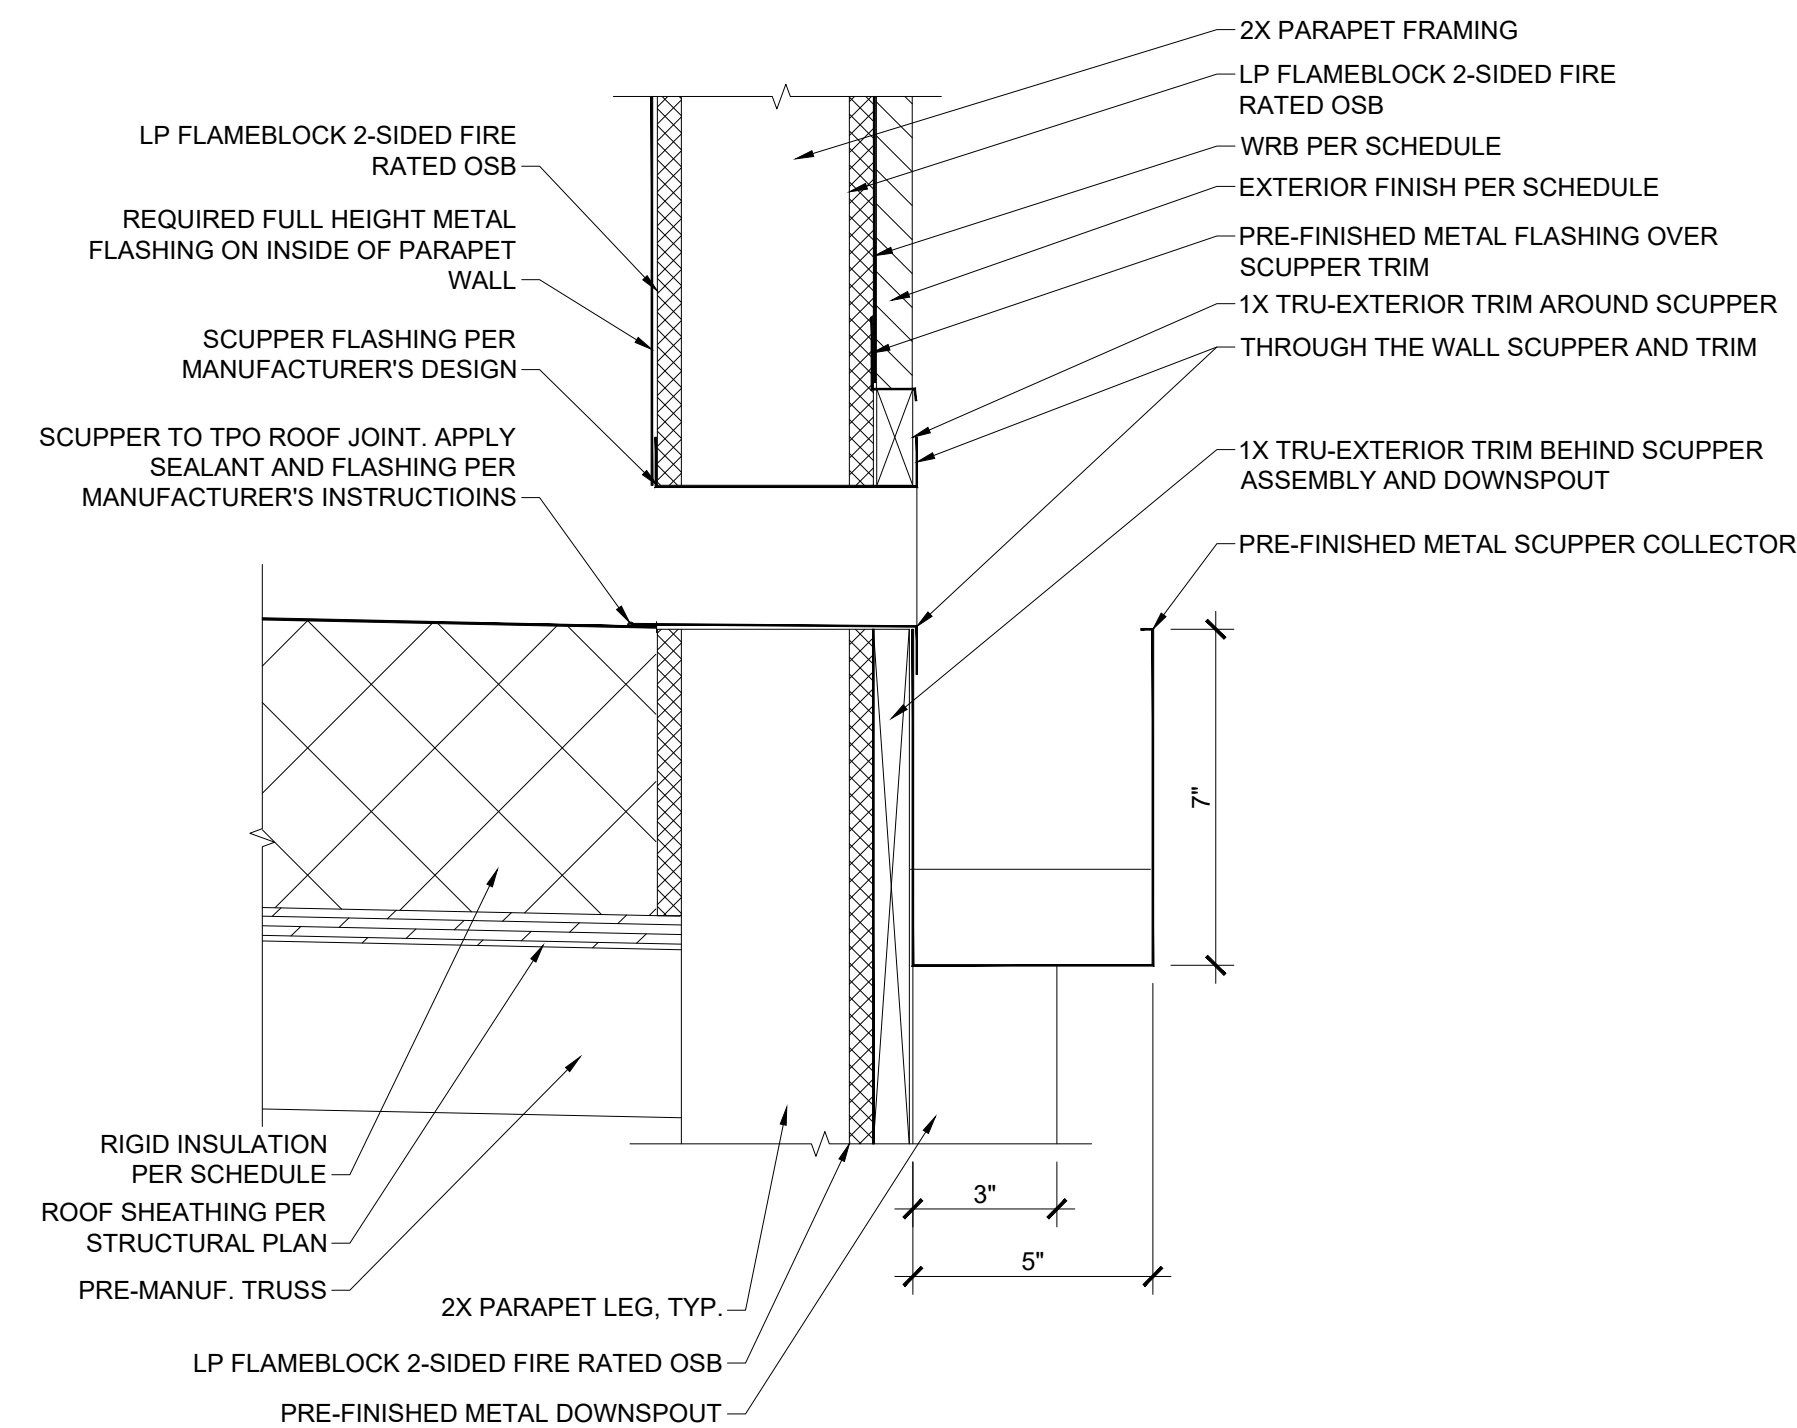 2X PARAPET FRAMING
LP FLAMEBLOCK 2-SIDED FIRE
RATED OSB
WRB PER SCHEDULE
EXTERIOR FINISH PER SCHEDULE
PRE-FINISHED METAL FLASHING OVER
SCUPPER TRIM
1X TRU-EXTERIOR TRIM AROUND SCUPPER
THROUGH THE WALL SCUPPER AND TRIM
1X TRU-EXTERIOR TRIM BEHIND SCUPPER
ASSEMBLY AND DOWNSPOUT
PRE-FINISHED METAL SCUPPER COLLECTOR
LP FLAMEBLOCK 2-SIDED FIRE
RATED OSB
REQUIRED FULL HEIGHT METAL
FLASHING ON INSIDE OF PARAPET
WALL
SCUPPER FLASHING PER
MANUFACTURER'S DESIGN
SCUPPER TO TPO ROOF JOINT. APPLY
SEALANT AND FLASHING PER
MANUFACTURER'S INSTRUCTIOINS
7"
3"
5"
RIGID INSULATION
PER SCHEDULE
ROOF SHEATHING PER
STRUCTURAL PLAN
PRE-MANUF. TRUSS
2X PARAPET LEG, TYP.
LP FLAMEBLOCK 2-SIDED FIRE RATED OSB
PRE-FINISHED METAL DOWNSPOUT